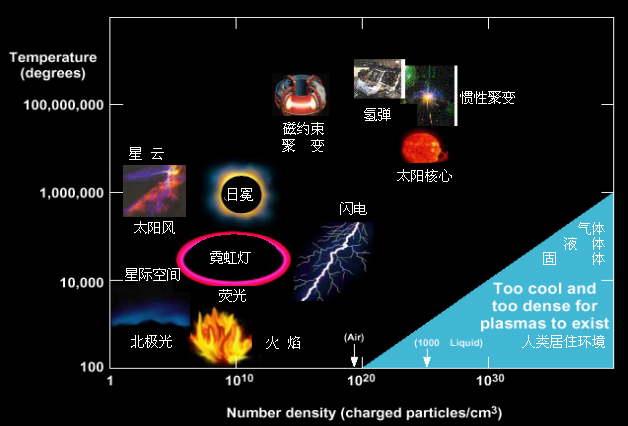 Temperature
(degrees)
100,000,000
1,000,000
10,000
100
磁约束
聚 变
氢弹
惯性聚变
太阳核心
星 云
太阳风
日冕
闪电
霓虹灯
荧光
星际空间
北极光
火 焰
气体
液 体
固 体
Too cool and
too dense for
plasmas to exist
人类居住环境
(Air)
(1000 Liquid)
1
10¹⁰
10²⁰
10³⁰
Number density (charged particles/cm³)